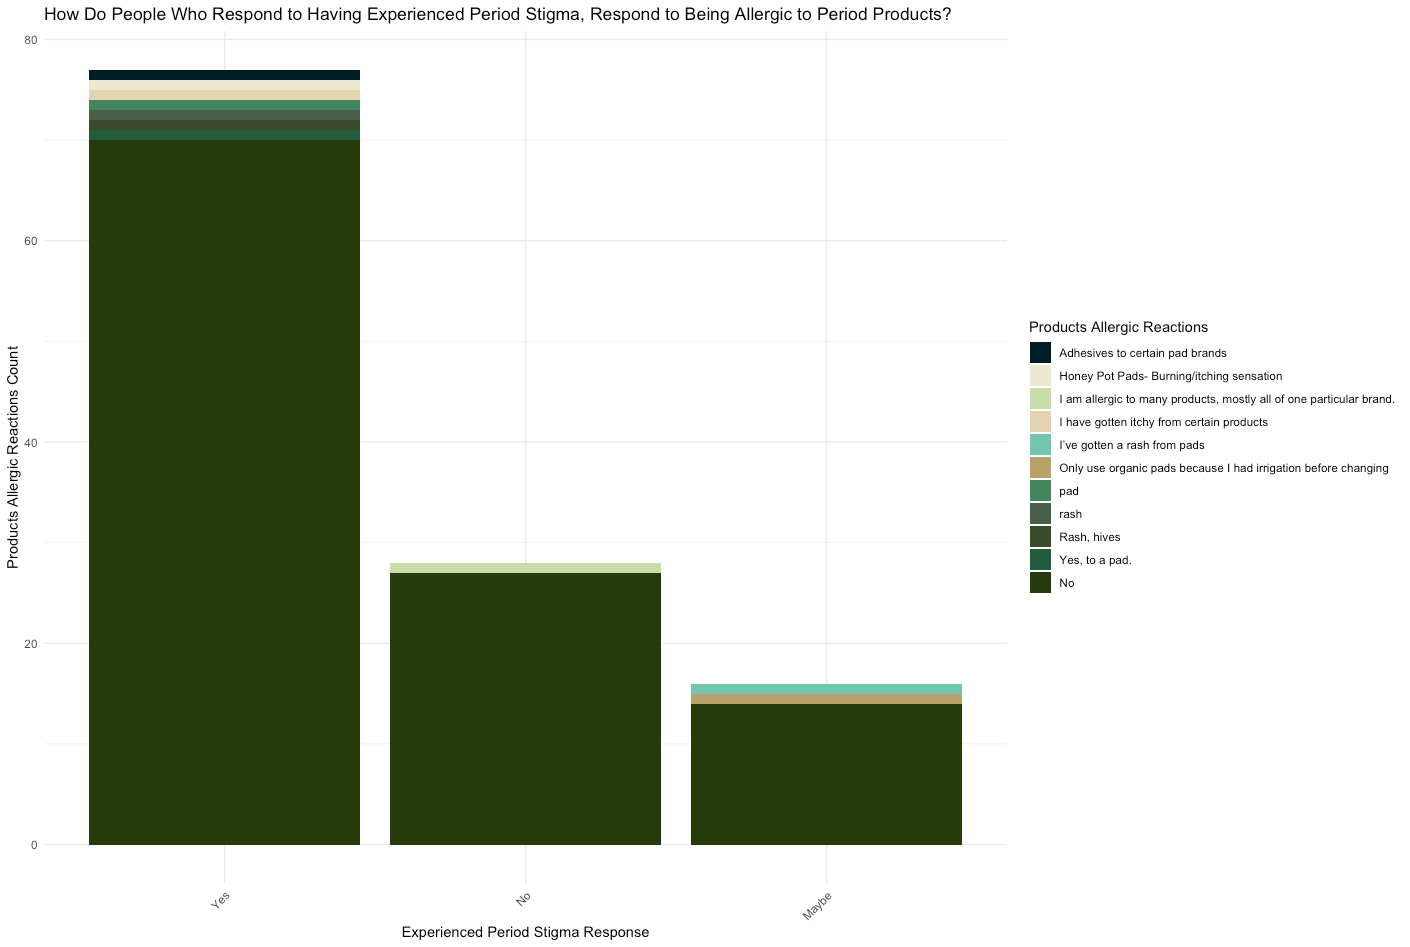 How Do People Who Respond to Having Experienced Period Stigma, Respond to Being Allergic to Period Products?
Products Allergic Reactions Count
80
60
40
20
0
Yes
No
Maybe
Experienced Period Stigma Response
Products Allergic Reactions
Adhesives to certain pad brands
Honey Pot Pads- Burning/itching sensation
I am allergic to many products, mostly all of one particular brand.
I have gotten itchy from certain products
I've gotten a rash from pads
Only use organic pads because I had irrigation before changing
pad
rash
Rash, hives
Yes, to a pad.
No